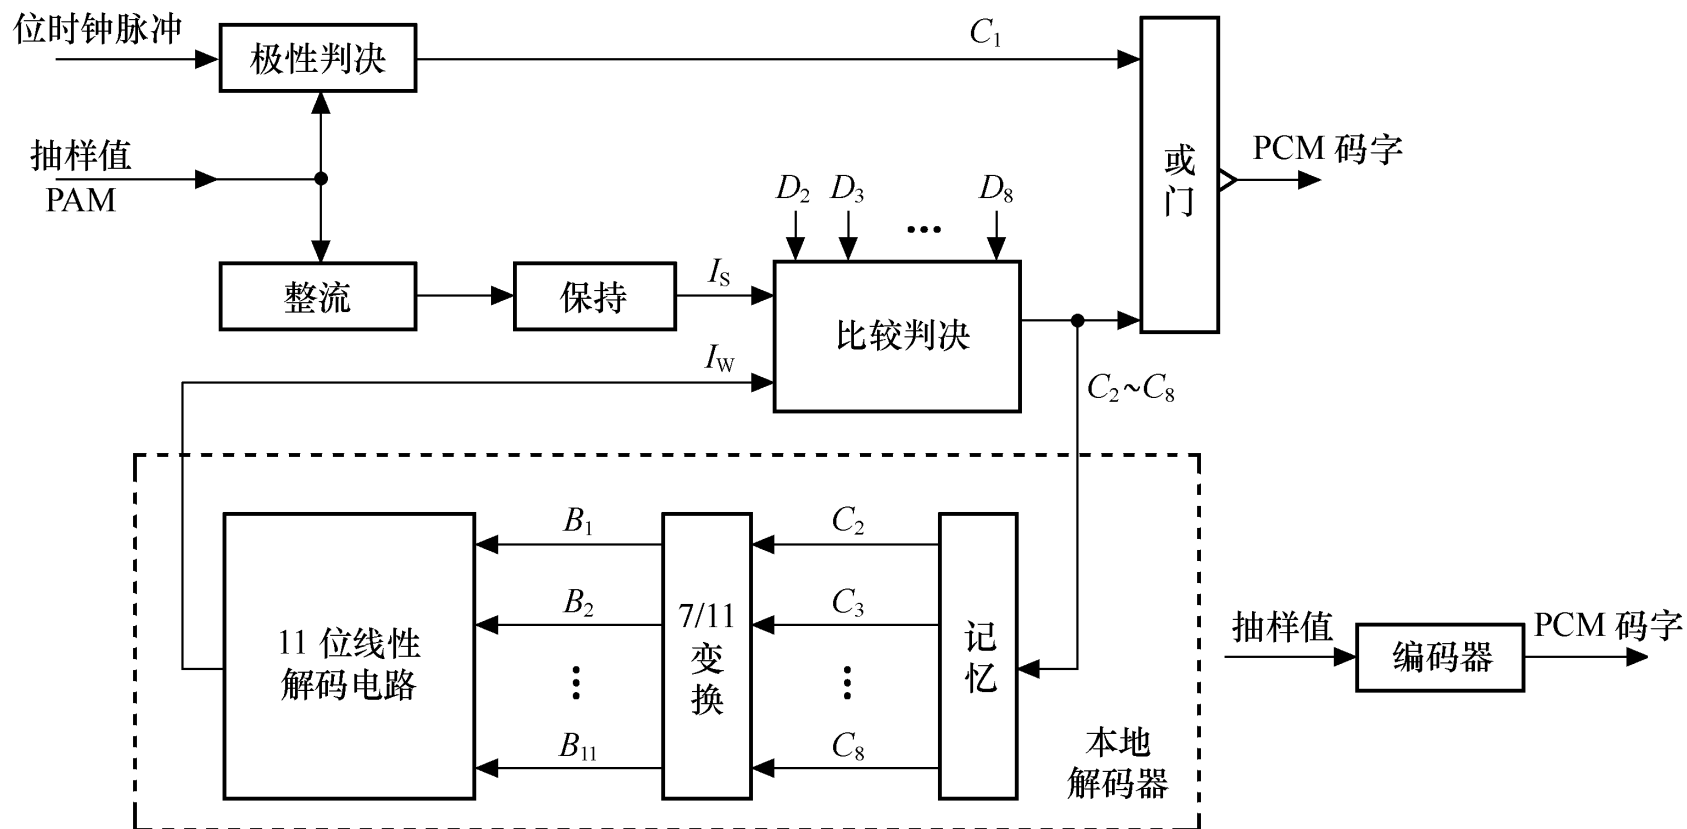 位时钟脉冲
极性判决
C1
抽样值
PAM
或
门
PCM 码字
D2 D3 ••• D8
整流
保持
IS
比较判决
IW
C2~C8
B1
C2
B2
7/11
变
换
C3
11 位线性
解码电路
记
忆
B11
C8
本地
解码器
抽样值
编码器
PCM 码字